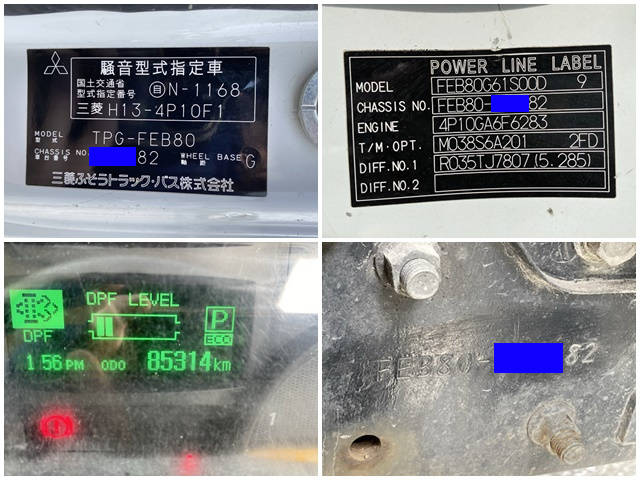 騒音型式指定車
国土交通省
型式指定番号 自N-1168
三菱 H13-4P10F1
MODEL
型式 TPG-FEB80
CHASSIS NO.
車台番号 82 WHEEL BASE G
三菱ふそうトラック・バス株式会社
POWER LINE LABEL
MODEL FEB80G61S00D 9
CHASSIS NO. FEB80- 82
ENGINE 4P10GA6F6283
T/M・OPT. M038S6A201 2FD
DIFF.NO.1 R035TJ7807(5.285)
DIFF.NO.2
DPF LEVEL
P
ECO
DPF
1:56PM ODO 85314km
1
FEB80- 82